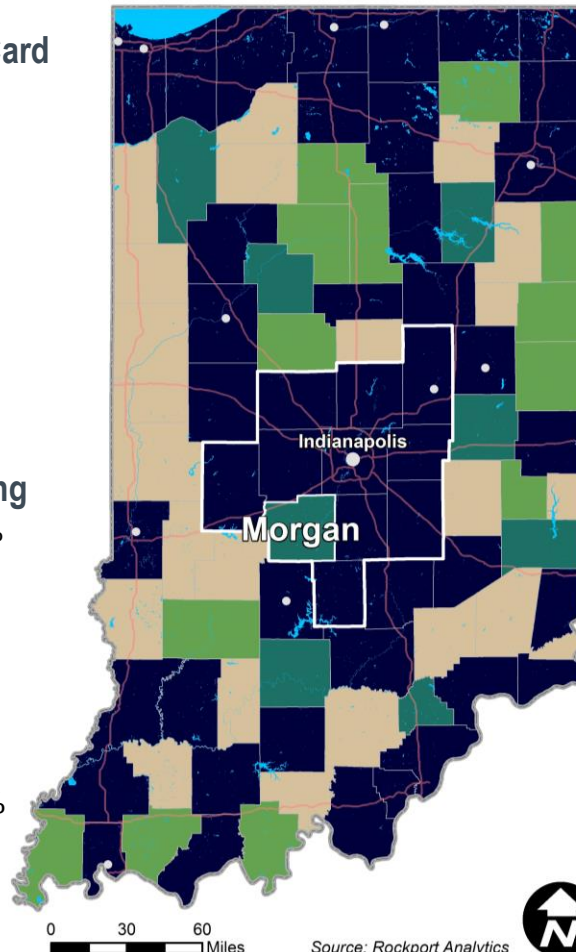 ard
Indianapolis
ng
Morgan
0 30 60
Miles
Source: Rockport Analytics
N